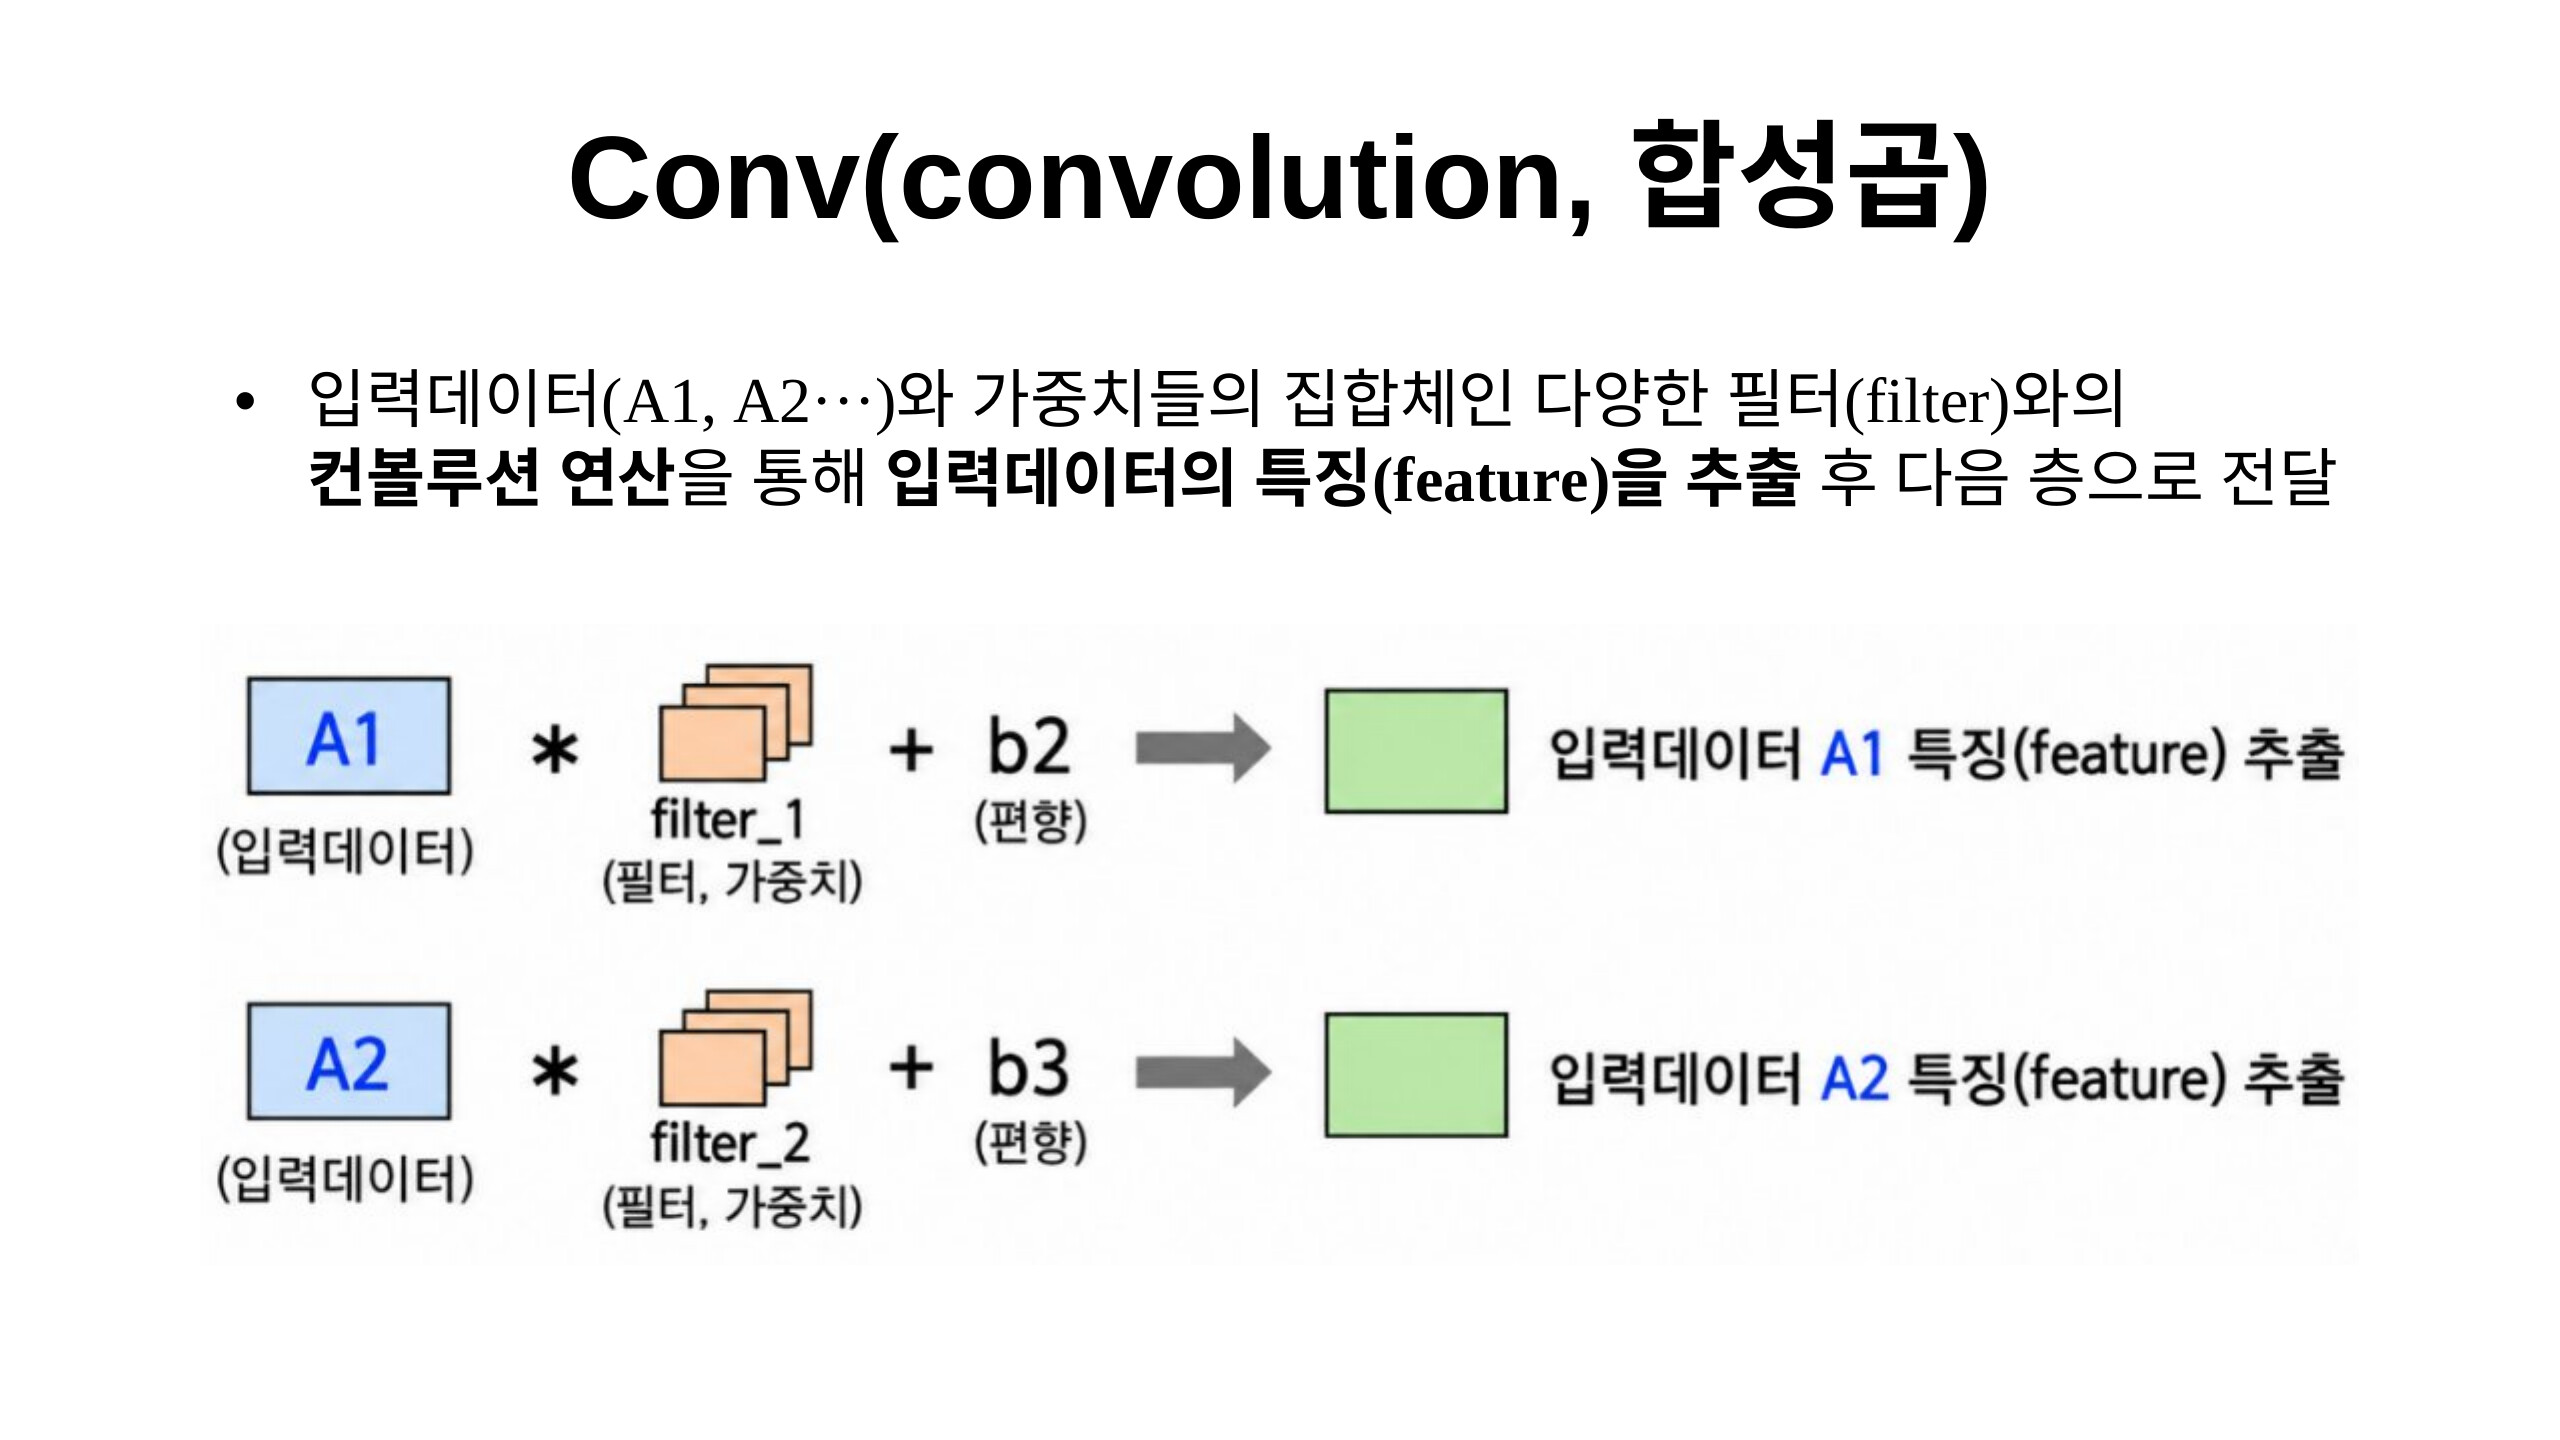 Conv(convolution, 합성곱)
• 입력데이터(A1, A2⋯)와 가중치들의 집합체인 다양한 필터(filter)와의
컨볼루션 연산을 통해 입력데이터의 특징(feature)을 추출 후 다음 층으로 전달
A1 * + b2 입력데이터 A1 특징(feature) 추출
filter_1 (편향)
(입력데이터)
(필터, 가중치)
A2 * + b3 입력데이터 A2 특징(feature) 추출
filter_2 (편향)
(입력데이터)
(필터, 가중치)